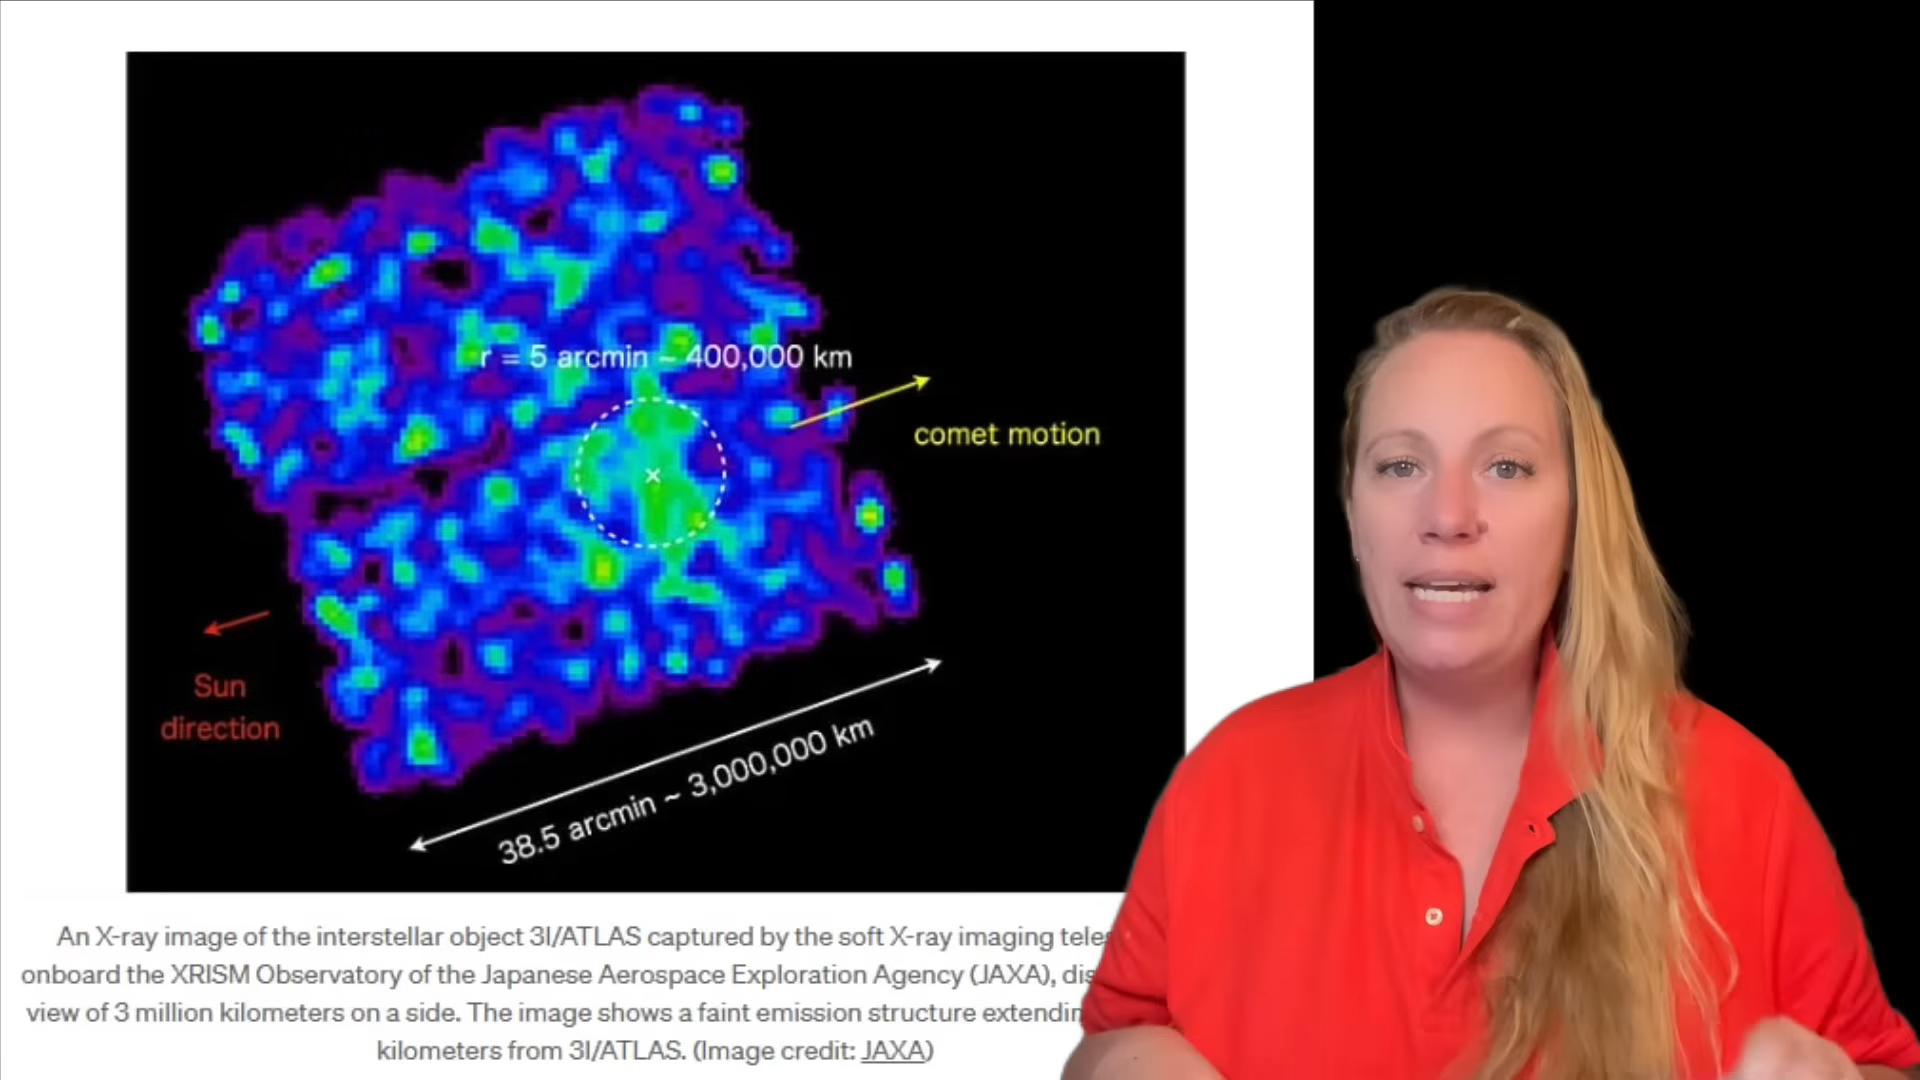 r = 5 arcmin ~ 400,000 km
comet motion
Sun
direction
38.5 arcmin ~ 3,000,000 km
An X-ray image of the interstellar object 3I/ATLAS captured by the soft X-ray imaging
onboard the XRISM Observatory of the Japanese Aerospace Exploration Agency (JAXA),
view of 3 million kilometers on a side. The image shows a faint emission structure
kilometers from 3I/ATLAS. (Image credit: JAXA)